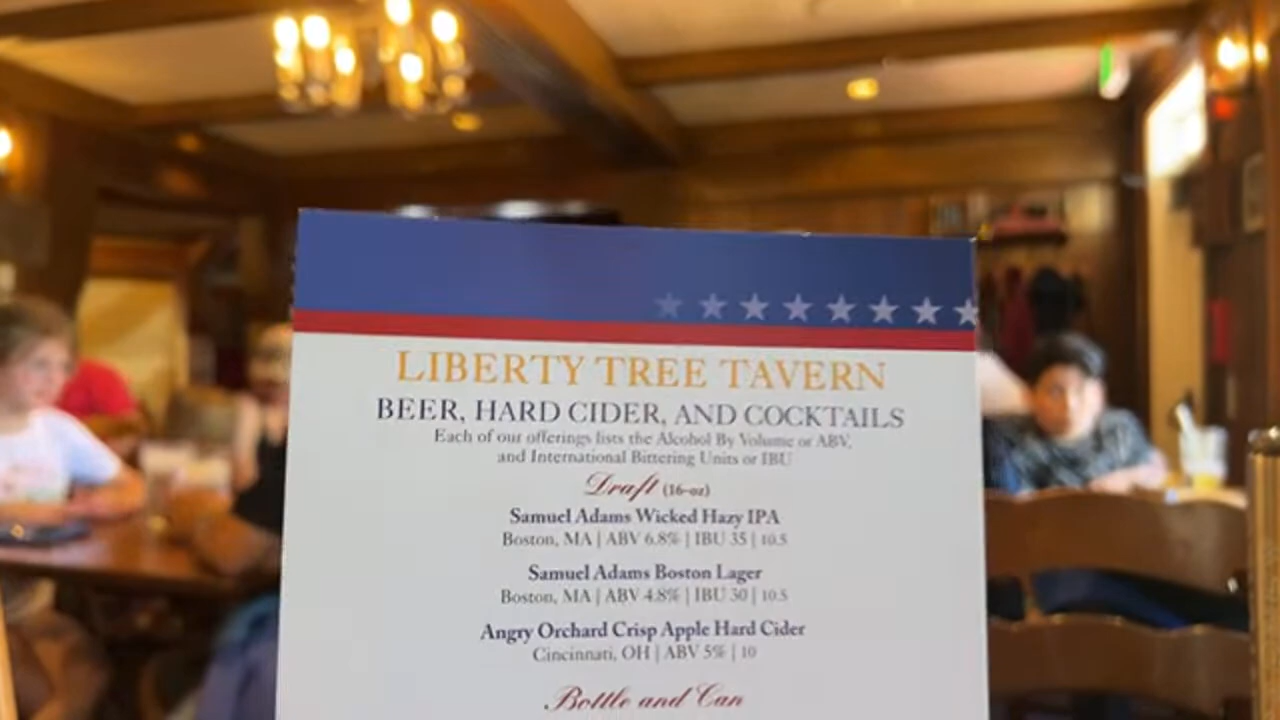 LIBERTY TREE TAVERN
BEER, HARD CIDER, AND COCKTAILS
Each of our offerings lists the Alcohol By Volume or ABV,
and International Bittering Units or IBU
Draft (16-oz)
Samuel Adams Wicked Hazy IPA
Boston, MA | ABV 6.8% | IBU 35 | 10.5
Samuel Adams Boston Lager
Boston, MA | ABV 4.8% | IBU 30 | 10.5
Angry Orchard Crisp Apple Hard Cider
Cincinnati, OH | ABV 5% | 10
Bottle and Can